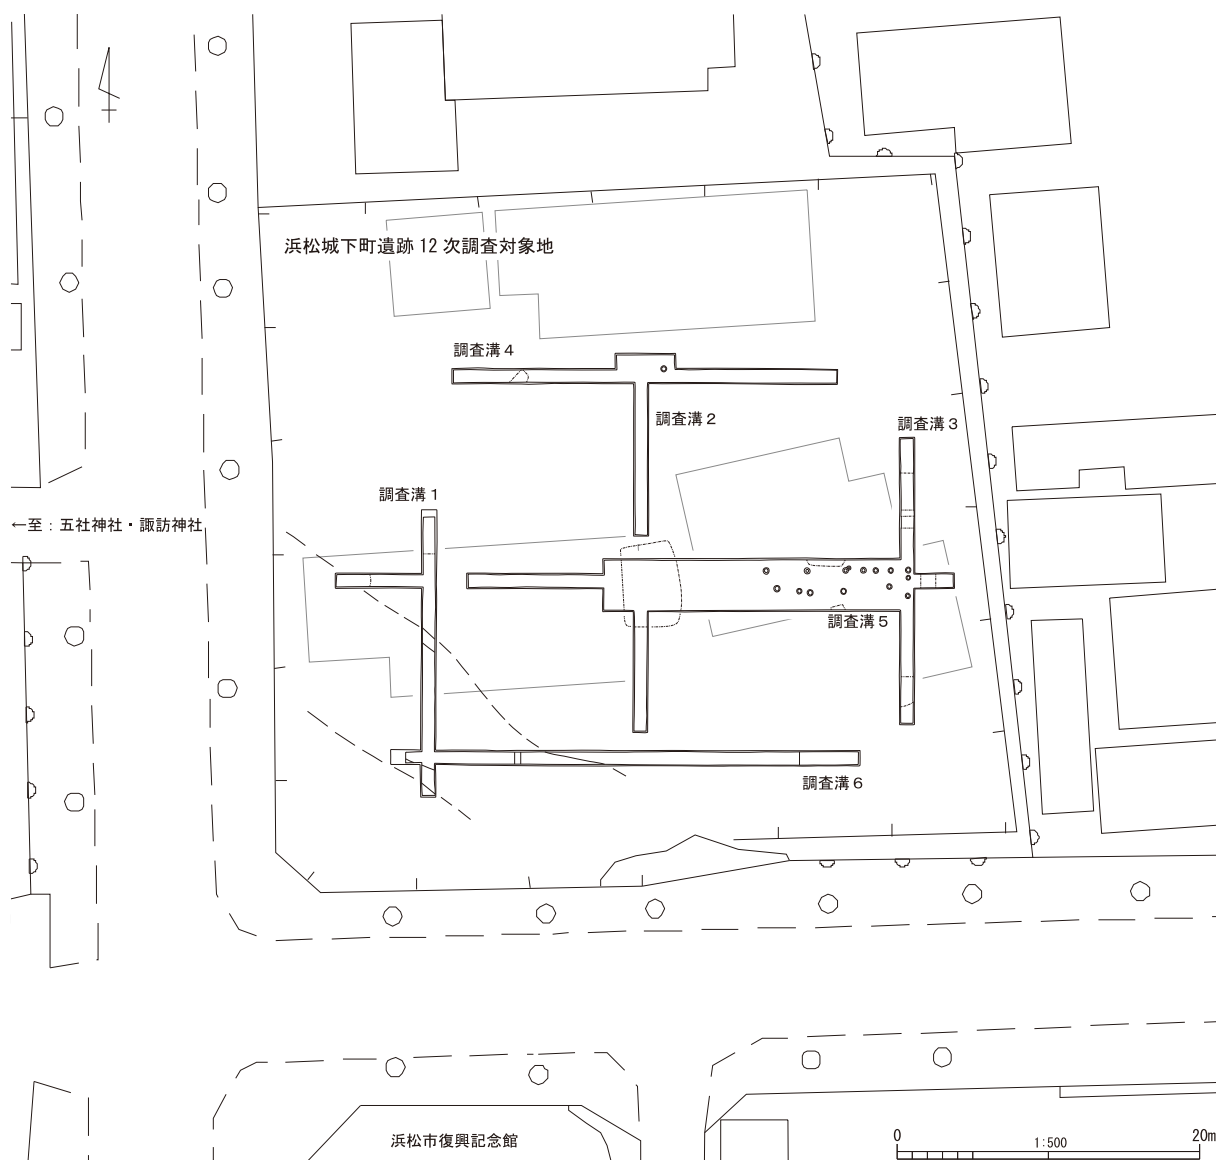 浜松城下町遺跡 12 次調査対象地
調査溝４
調査溝２
調査溝３
調査溝１
←至：五社神社・諏訪神社
調査溝５
調査溝６
浜松市復興記念館
0 1:500 20m